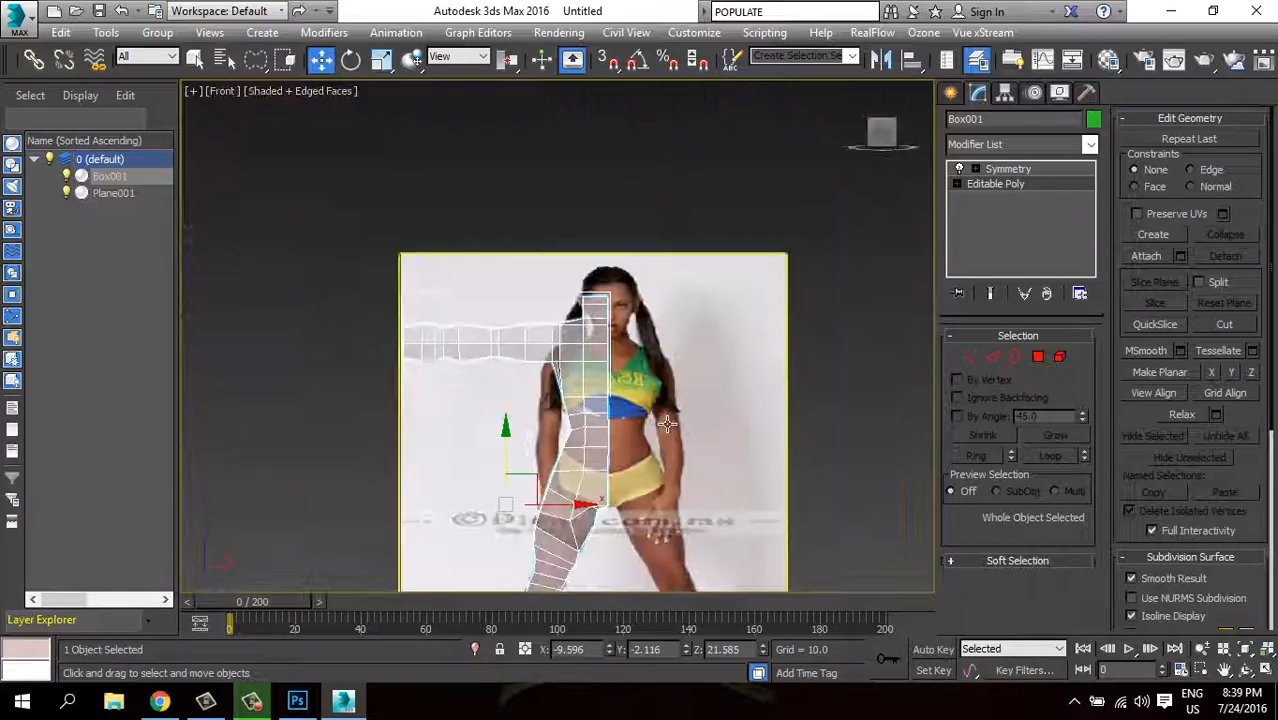 MAX
Workspace: Default
Autodesk 3ds Max 2016 Untitled
POPULATE
Sign In
Edit Tools Group Views Create Modifiers Animation Graph Editors Rendering Civil View Customize Scripting Help RealFlow Ozone Vue xStream
All View Create Selection Se
Select Display Edit
Name (Sorted Ascending)
0 (default)
Box001
Plane001
Layer Explorer
[+] [Front] [Shaded + Edged Faces]
x
Box001
Modifier List
Symmetry
Editable Poly
Selection
By Vertex
Ignore Backfacing
By Angle: 45.0
Shrink Grow
Ring Loop
Preview Selection
Off SubObj Multi
Whole Object Selected
Soft Selection
Edit Geometry
Repeat Last
Constraints
None Edge
Face Normal
Preserve UVs
Create Collapse
Attach Detach
Slice Plane Split
Slice Reset Plane
QuickSlice Cut
MSmooth Tessellate
Make Planar X Y Z
View Align Grid Align
Relax
Hide Selected Unhide All
Hide Unselected
Named Selections:
Copy Paste
Delete Isolated Vertices
Full Interactivity
Subdivision Surface
Smooth Result
Use NURMS Subdivision
Isoline Display
0 / 200
0 20 40 60 80 100 120 140 160 180 200
1 Object Selected
X: -9.596 Y: -2.116 Z: 21.585 Grid = 10.0
Auto Key Selected
Click and drag to select and move objects
Add Time Tag
Set Key Key Filters... 0
ENG
US
8:39 PM
7/24/2016